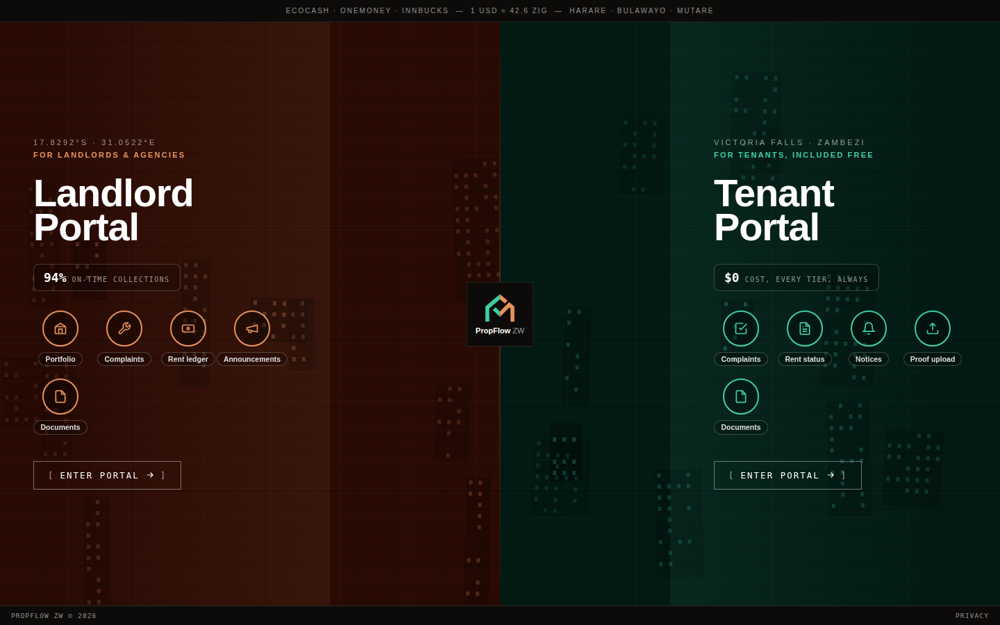 ECOCASH · ONEMONEY · INNBUCKS — 1 USD ≈ 42.6 ZIG — HARARE · BULAWAYO · MUTARE
17.8292°S · 31.0522°E
FOR LANDLORDS & AGENCIES
Landlord
Portal
94% ON-TIME COLLECTIONS
Portfolio
Complaints
Rent ledger
Announcements
Documents
[ ENTER PORTAL → ]
PropFlow ZW
VICTORIA FALLS · ZAMBEZI
FOR TENANTS, INCLUDED FREE
Tenant
Portal
$0 COST, EVERY TIER, ALWAYS
Complaints
Rent status
Notices
Proof upload
Documents
[ ENTER PORTAL → ]
PROPFLOW ZW © 2026
PRIVACY